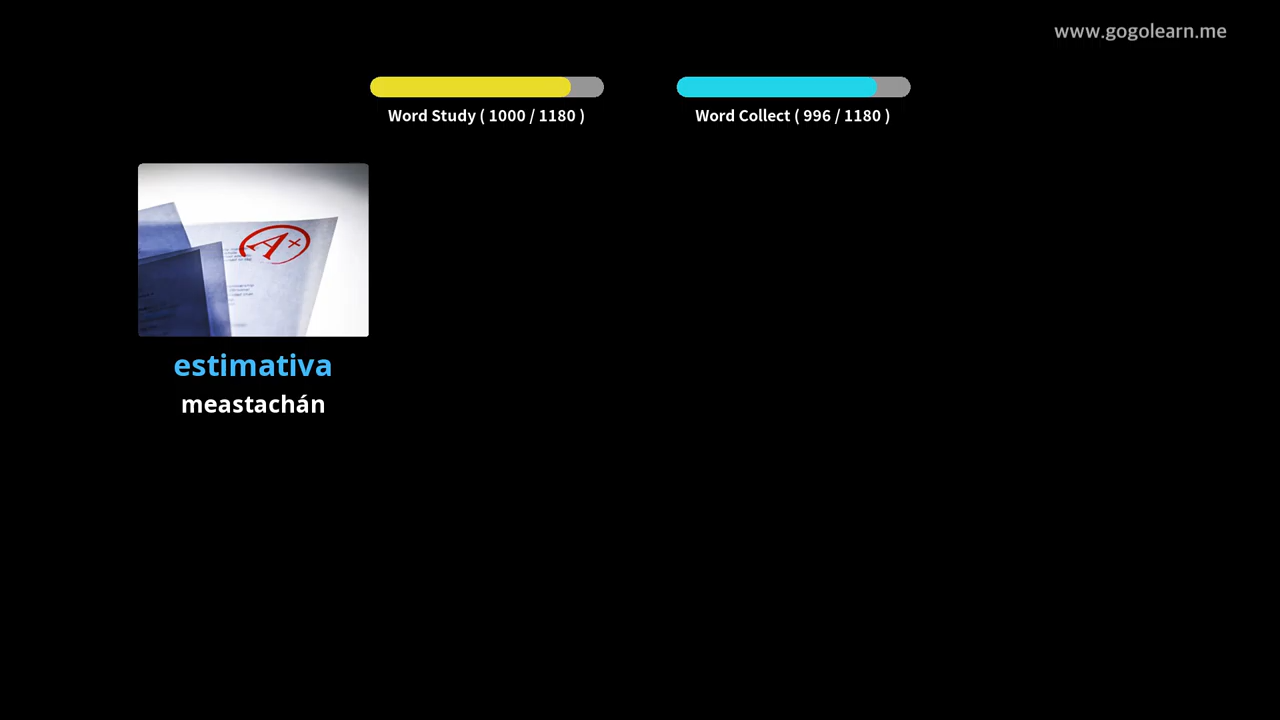 www.gogolearn.me
Word Study ( 1000 / 1180 )
Word Collect ( 996 / 1180 )
A+
estimativa
meastachán